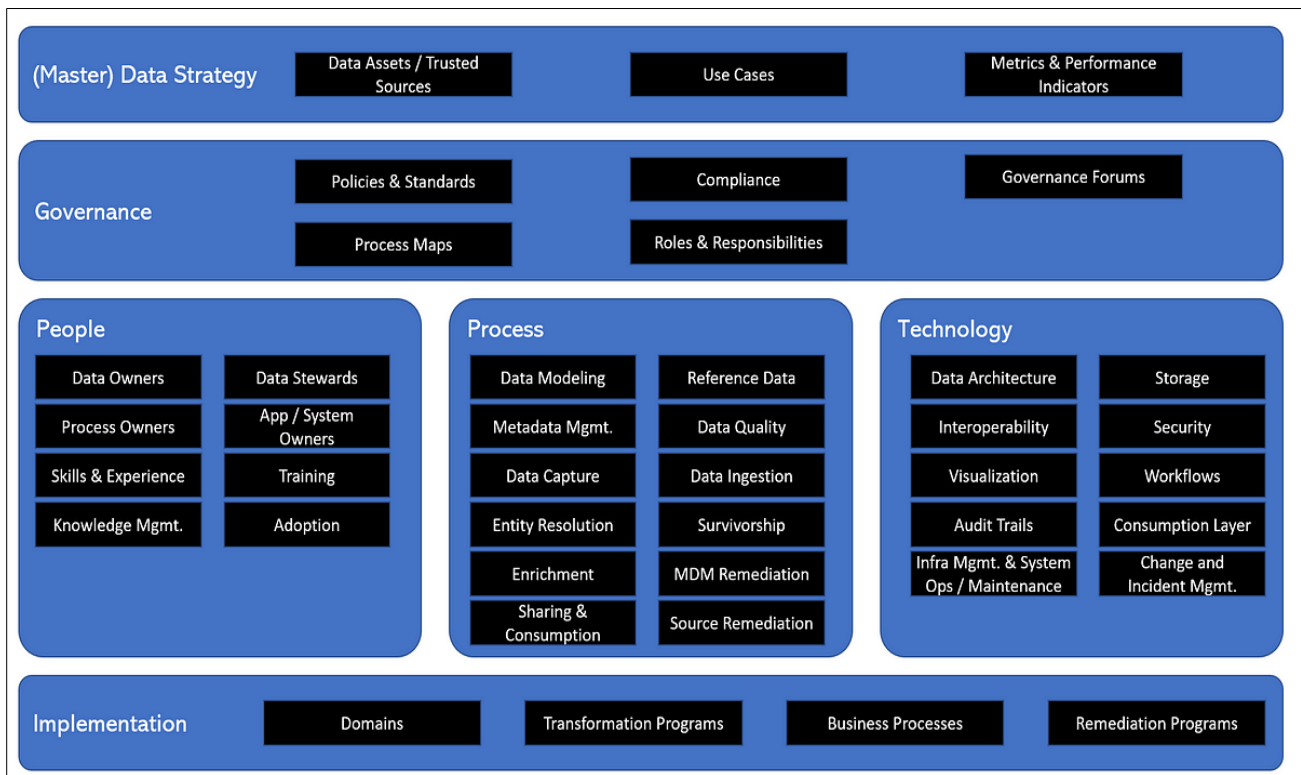 (Master) Data Strategy
Data Assets / Trusted
Sources
Use Cases
Metrics & Performance
Indicators
Governance
Policies & Standards
Compliance
Governance Forums
Process Maps
Roles & Responsibilities
People
Data Owners
Data Stewards
Process Owners
App / System
Owners
Skills & Experience
Training
Knowledge Mgmt.
Adoption
Process
Data Modeling
Reference Data
Metadata Mgmt.
Data Quality
Data Capture
Data Ingestion
Entity Resolution
Survivorship
Enrichment
MDM Remediation
Sharing &
Consumption
Source Remediation
Technology
Data Architecture
Storage
Interoperability
Security
Visualization
Workflows
Audit Trails
Consumption Layer
Infra Mgmt. & System
Ops / Maintenance
Change and
Incident Mgmt.
Implementation
Domains
Transformation Programs
Business Processes
Remediation Programs